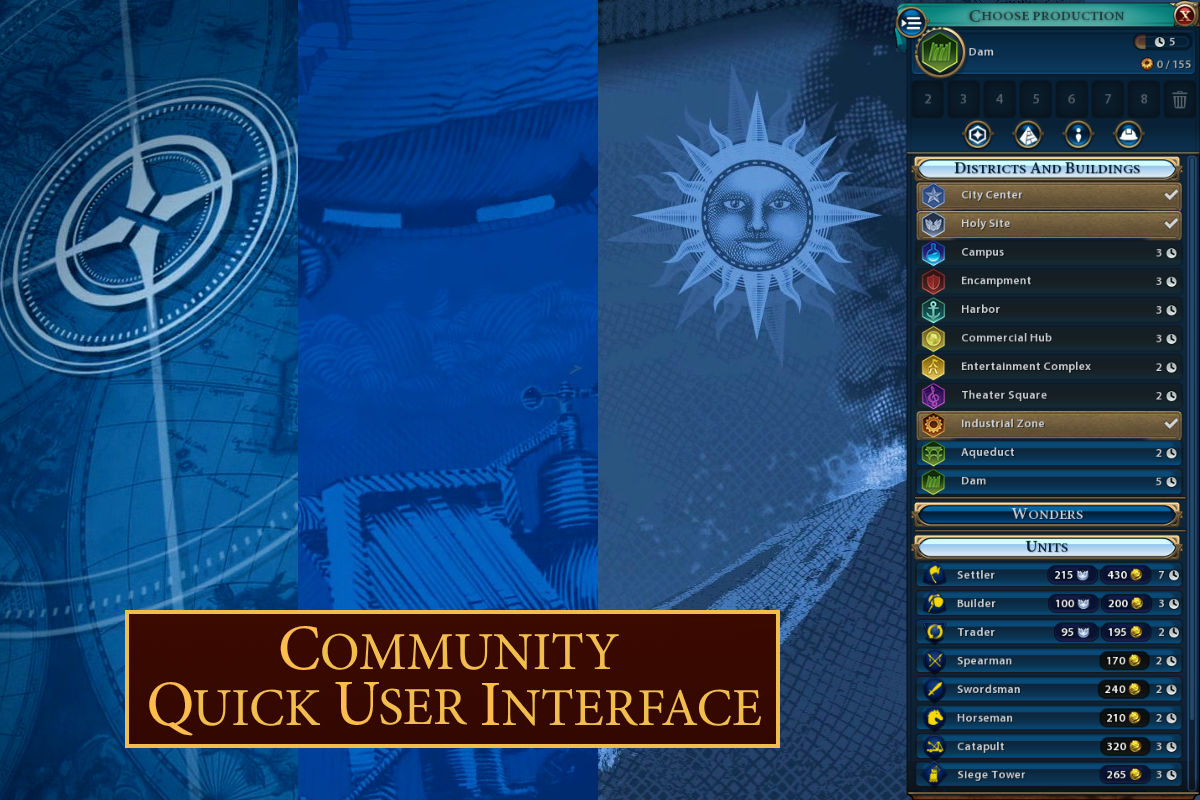 CHOOSE PRODUCTION
X
Dam
5
0 / 155
2 3 4 5 6 7 8
DISTRICTS AND BUILDINGS
City Center
Holy Site
Campus 3
Encampment 3
Harbor 3
Commercial Hub 3
Entertainment Complex 2
Theater Square 2
Industrial Zone
Aqueduct 2
Dam 5
WONDERS
UNITS
Settler 215 430 7
Builder 100 200 3
Trader 95 195 2
Spearman 170 2
Swordsman 240 2
Horseman 210 2
Catapult 320 3
Siege Tower 265 3
COMMUNITY
QUICK USER INTERFACE